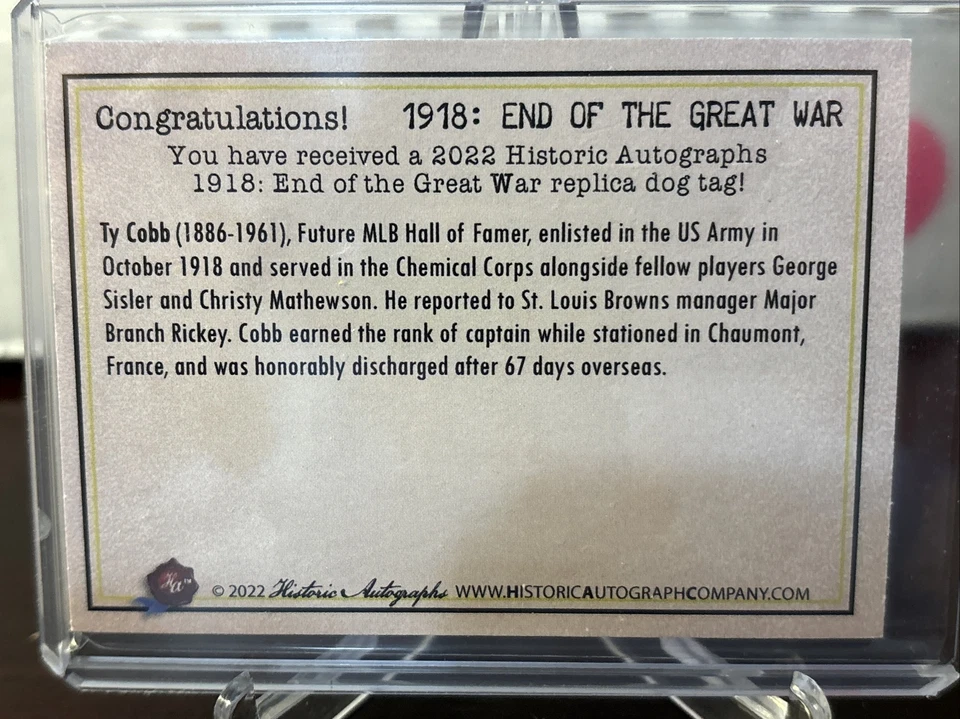 Congratulations! 1918: END OF THE GREAT WAR
You have received a 2022 Historic Autographs
1918: End of the Great War replica dog tag!
Ty Cobb (1886-1961), Future MLB Hall of Famer, enlisted in the US Army in
October 1918 and served in the Chemical Corps alongside fellow players George
Sisler and Christy Mathewson. He reported to St. Louis Browns manager Major
Branch Rickey. Cobb earned the rank of captain while stationed in Chaumont,
France, and was honorably discharged after 67 days overseas.
HA™ © 2022 Historic Autographs WWW.HISTORICAUTOGRAPHCOMPANY.COM